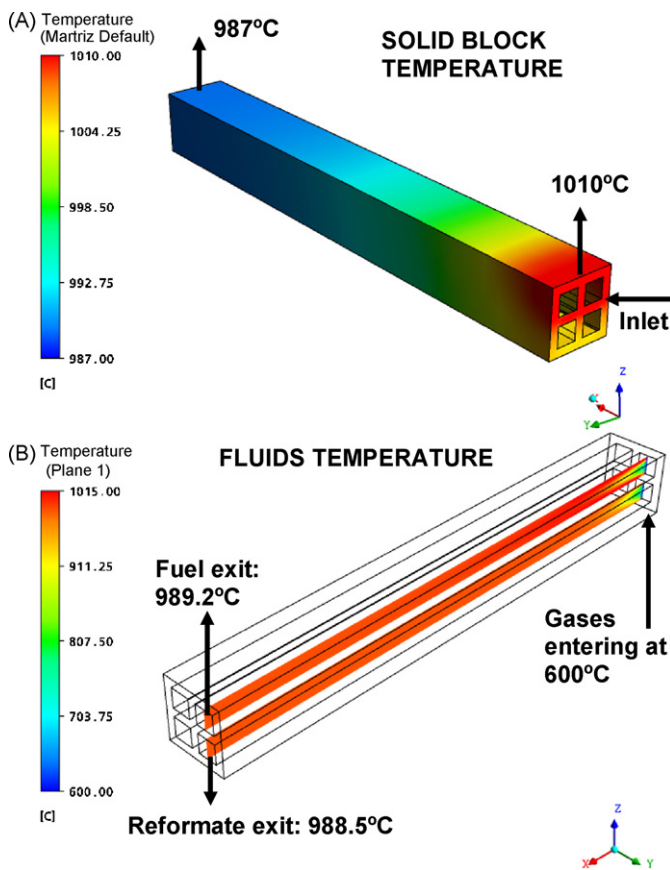 (A) Temperature
(Martriz Default)
1010.00
1004.25
998.50
992.75
987.00
[C]
987ºC
SOLID BLOCK
TEMPERATURE
1010ºC
Inlet
Z
X
Y
(B) Temperature
(Plane 1)
1015.00
911.25
807.50
703.75
600.00
[C]
FLUIDS TEMPERATURE
Fuel exit:
989.2ºC
Gases
entering at
600ºC
Reformate exit: 988.5ºC
Z
X
Y